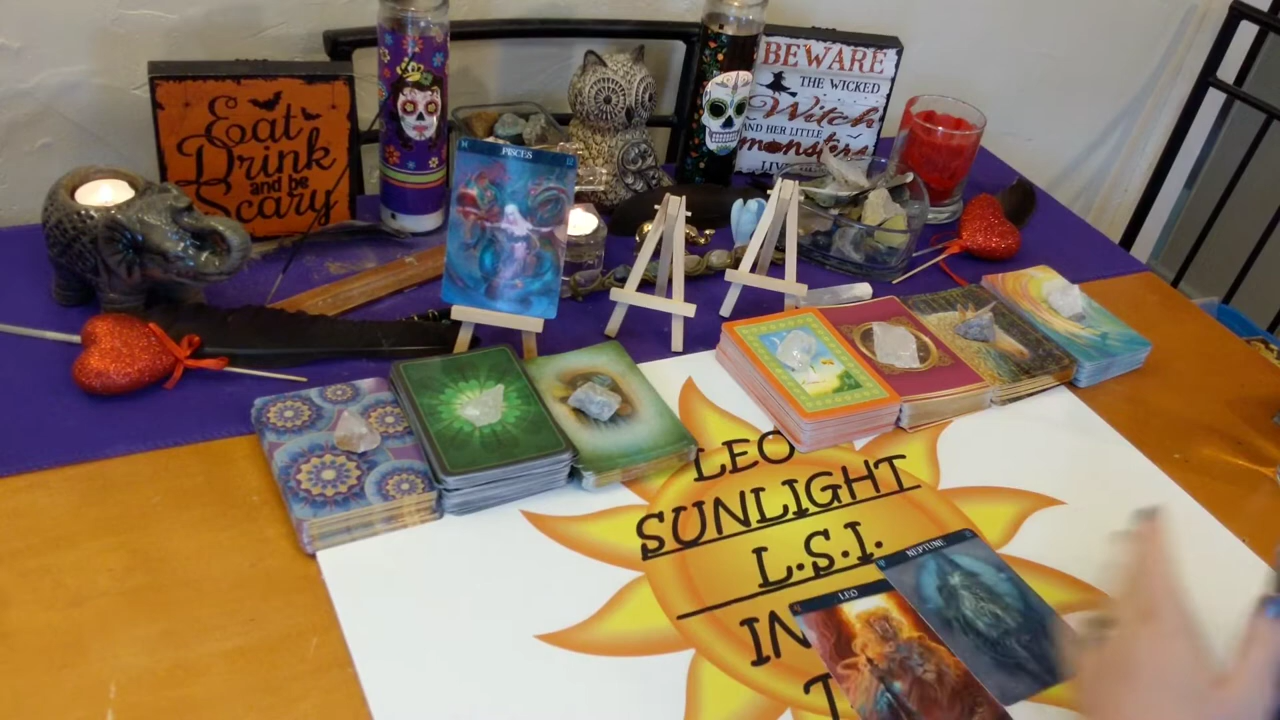 Eat
Drink
and be
Scary
BEWARE
THE WICKED
Witch
AND HER LITTLE
monsters
LIV
PISCES
LEO
SUNLIGHT
L.S.I.
IN
T
NEPTUNE
LEO